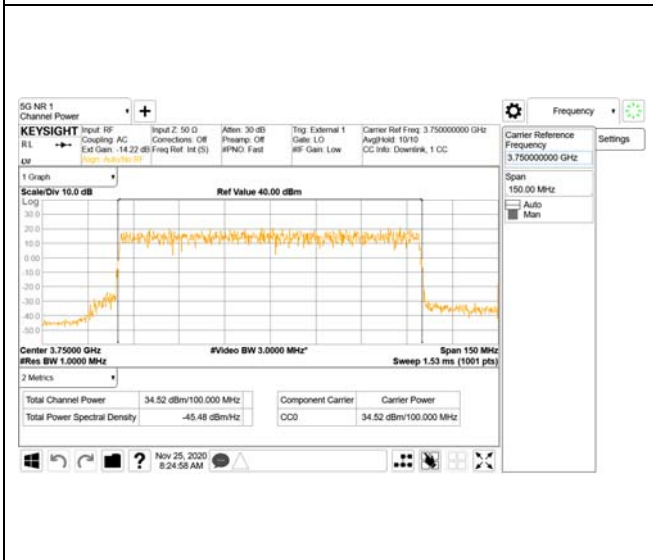 5G NR 1
Channel Power
Frequency
KEYSIGHT
RL
Input: RF
Coupling: AC
Ext Gain: -14.22 dB
Align: Auto/No RF
Input Z: 50 Ω
Corrections: Off
Freq Ref: Int (S)
Atten: 30 dB
Preamp: Off
#PNO: Fast
Trig: External 1
Gate: LO
#IF Gain: Low
Carrier Ref Freq: 3.750000000 GHz
Avg|Hold: 10/10
CC Info: Downlink, 1 CC
Carrier Reference
Frequency
3.750000000 GHz
Settings
Span
150.00 MHz
Auto
Man
1 Graph
Scale/Div 10.0 dB
Ref Value 40.00 dBm
Log
30.0
20.0
10.0
0.00
-10.0
-20.0
-30.0
-40.0
-50.0
Center 3.75000 GHz
#Video BW 3.0000 MHz*
Span 150 MHz
#Res BW 1.0000 MHz
Sweep 1.53 ms (1001 pts)
2 Metrics
Total Channel Power 34.52 dBm/100.000 MHz
Total Power Spectral Density -45.48 dBm/Hz
Component Carrier Carrier Power
CC0 34.52 dBm/100.000 MHz
?
Nov 25, 2020
8:24:58 AM